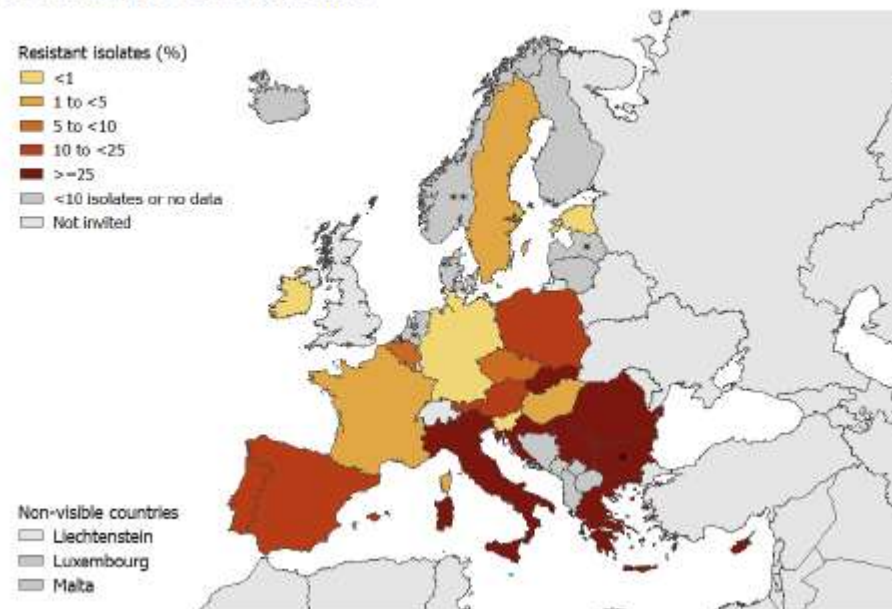 Resistant isolates (%)
<1
1 to <5
5 to <10
10 to <25
>=25
<10 isolates or no data
Not invited
Non-visible countries
Liechtenstein
Luxembourg
Malta